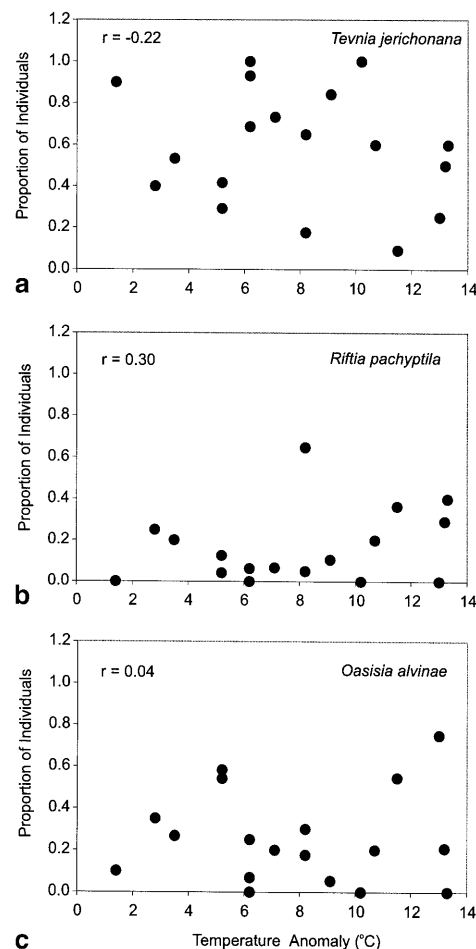 1.2
r = -0.22 Tevnia jerichonana
1.0
0.8
0.6
0.4
0.2
0.0
Proportion of Individuals
0 2 4 6 8 10 12 14
a
1.2
r = 0.30 Riftia pachyptila
1.0
0.8
0.6
0.4
0.2
0.0
Proportion of Individuals
0 2 4 6 8 10 12 14
b
1.2
r = 0.04 Oasisia alvinae
1.0
0.8
0.6
0.4
0.2
0.0
Proportion of Individuals
0 2 4 6 8 10 12 14
c
Temperature Anomaly (°C)